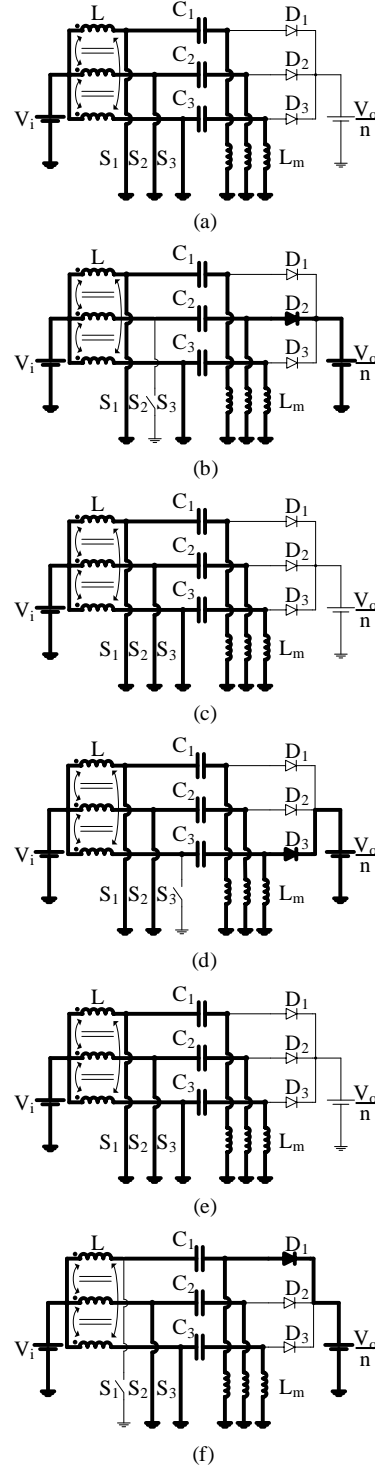 L C₁ D₁
C₂ D₂
C₃ D₃
Vᵢ S₁ S₂ S₃ Lₘ Vₒ/n
(a)
L C₁ D₁
C₂ D₂
C₃ D₃
Vᵢ S₁ S₂ S₃ Lₘ Vₒ/n
(b)
L C₁ D₁
C₂ D₂
C₃ D₃
Vᵢ S₁ S₂ S₃ Lₘ Vₒ/n
(c)
L C₁ D₁
C₂ D₂
C₃ D₃
Vᵢ S₁ S₂ S₃ Lₘ Vₒ/n
(d)
L C₁ D₁
C₂ D₂
C₃ D₃
Vᵢ S₁ S₂ S₃ Lₘ Vₒ/n
(e)
L C₁ D₁
C₂ D₂
C₃ D₃
Vᵢ S₁ S₂ S₃ Lₘ Vₒ/n
(f)